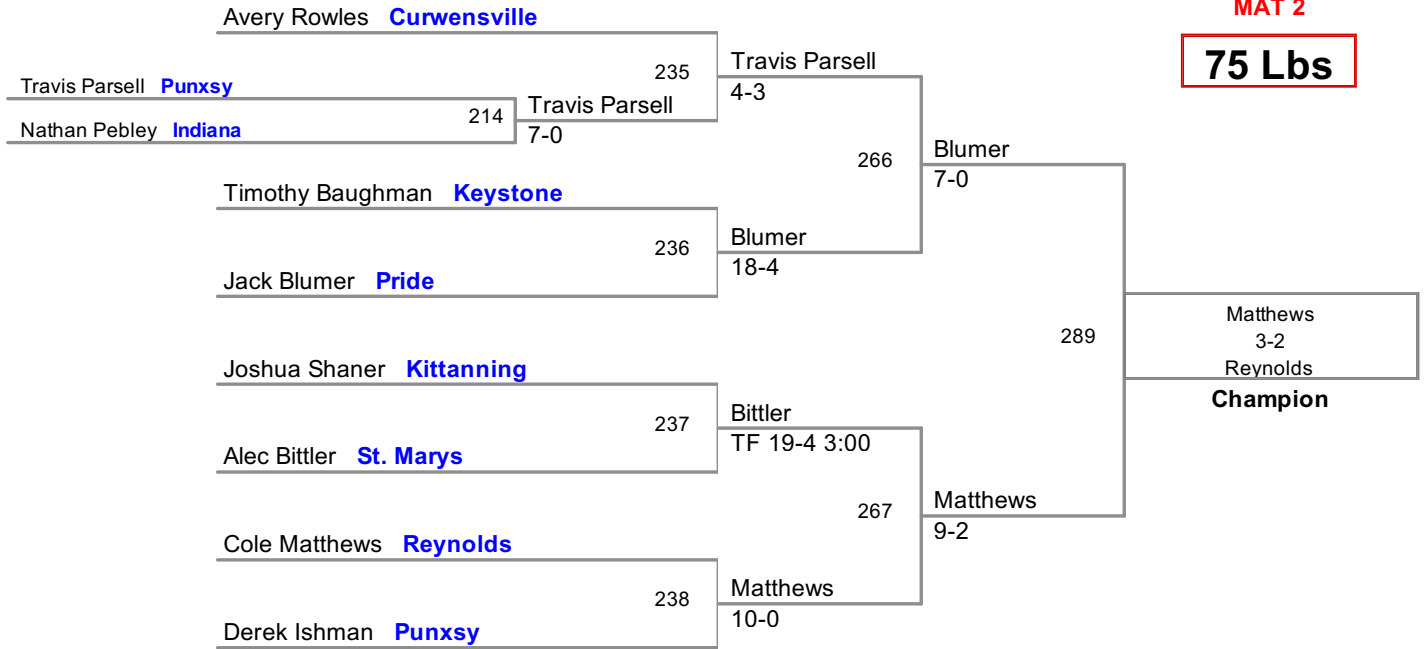 MAT 2
75 Lbs
Avery Rowles Curwensville
235
Travis Parsell
4-3
Travis Parsell Punxsy
214
Travis Parsell
7-0
Nathan Pebley Indiana
266
Blumer
7-0
Timothy Baughman Keystone
236
Blumer
18-4
Jack Blumer Pride
289
Matthews
3-2
Reynolds
Champion
Joshua Shaner Kittanning
237
Bittler
TF 19-4 3:00
Alec Bittler St. Marys
267
Matthews
9-2
Cole Matthews Reynolds
238
Matthews
10-0
Derek Ishman Punxsy